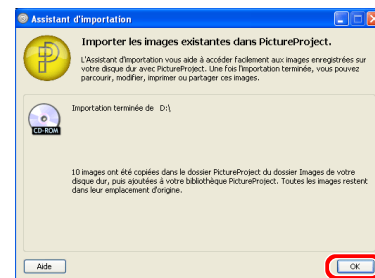 Assistant d'importation
Importer les images existantes dans PictureProject.
L'Assistant d'importation vous aide à accéder facilement aux images enregistrées sur
votre disque dur avec PictureProject. Une fois l'importation terminée, vous pouvez
parcourir, modifier, imprimer ou partager ces images.
Importation terminée de D:\
CD-ROM
10 images ont été copiées dans le dossier PictureProject du dossier Images de votre
disque dur, puis ajoutées à votre bibliothèque PictureProject. Toutes les images restent
dans leur emplacement d'origine.
Aide
OK